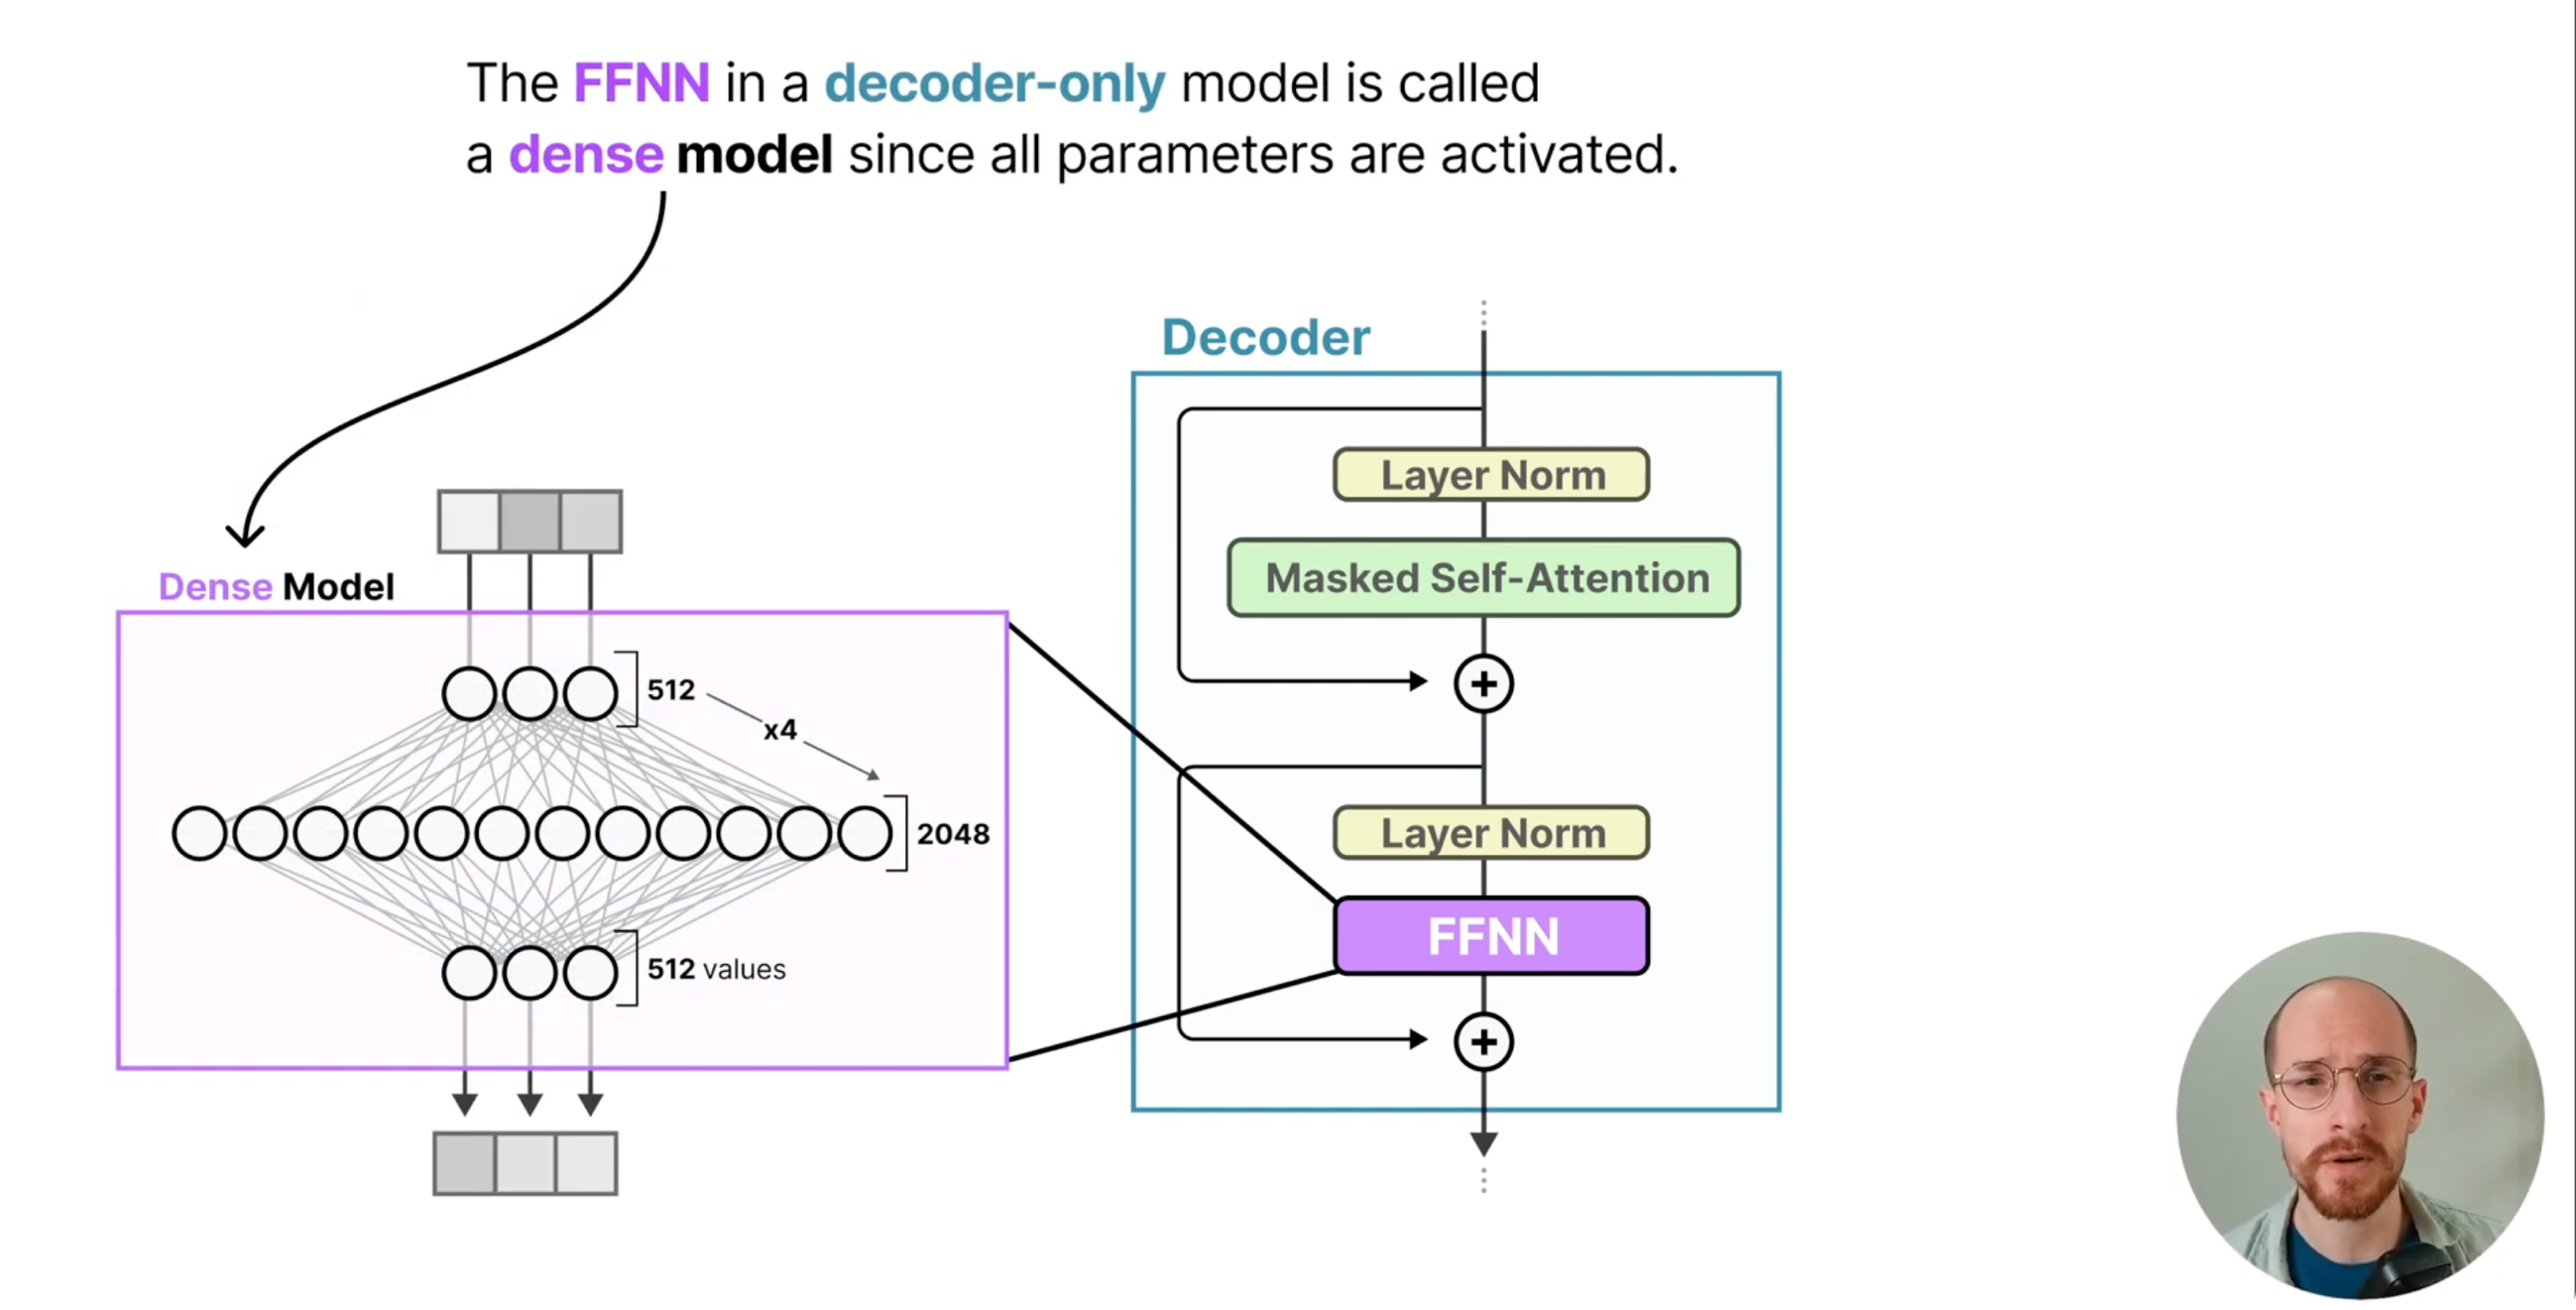 The FFNN in a decoder-only model is called
a dense model since all parameters are activated.
Decoder
Layer Norm
Masked Self-Attention
+
Layer Norm
FFNN
+
Dense Model
512
x4
2048
512 values